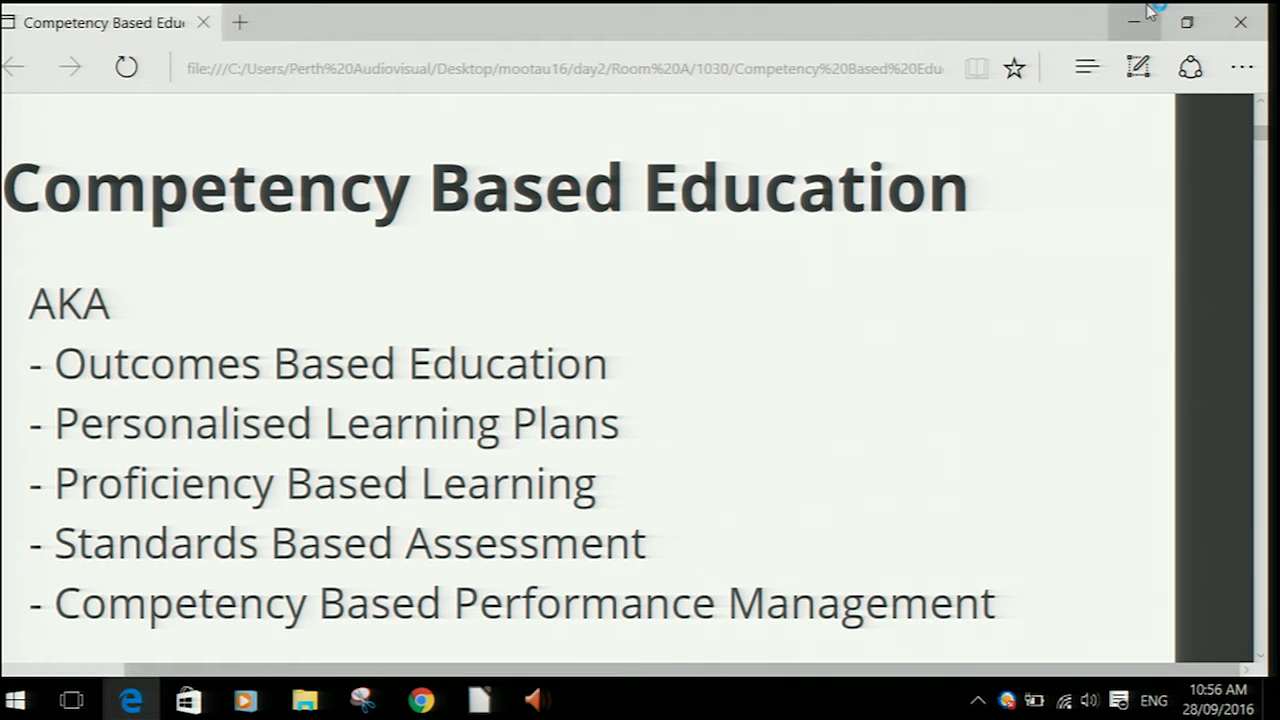 Competency Based Edu
file:///C:/Users/Perth%20Audiovisual/Desktop/mootau16/day2/Room%20A/1030/Competency%20Based%20Edu
Competency Based Education
AKA
- Outcomes Based Education
- Personalised Learning Plans
- Proficiency Based Learning
- Standards Based Assessment
- Competency Based Performance Management
ENG
10:56 AM
28/09/2016